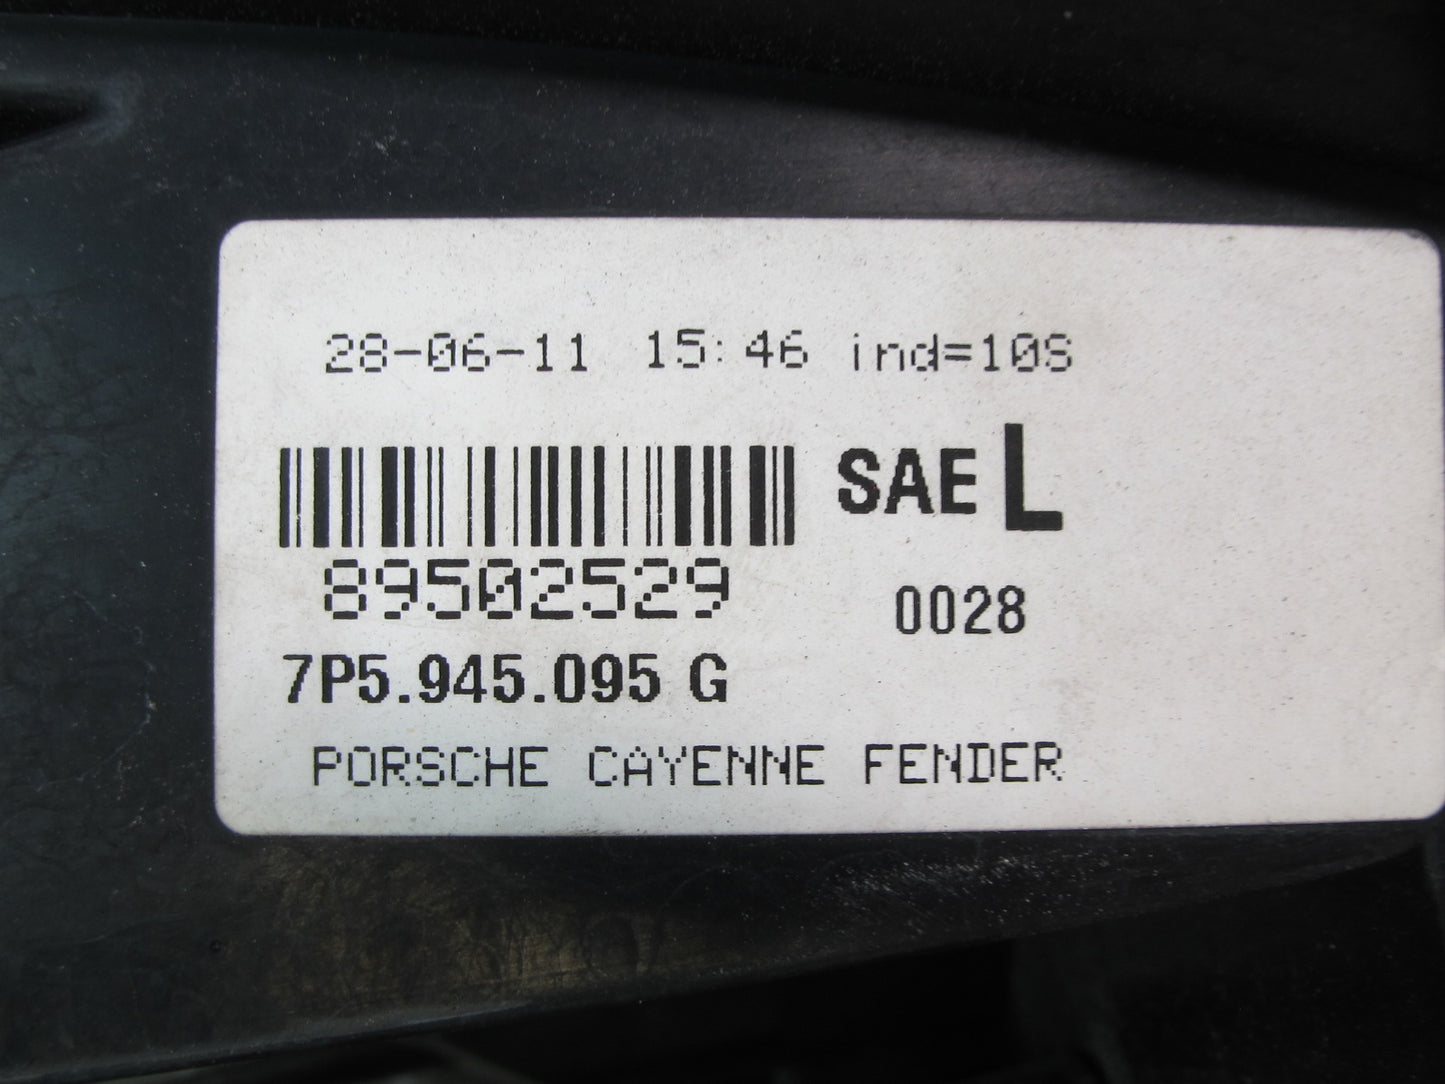 28-06-11 15:46 ind=10S
SAE L
89502529
0028
7P5.945.095 G
PORSCHE CAYENNE FENDER